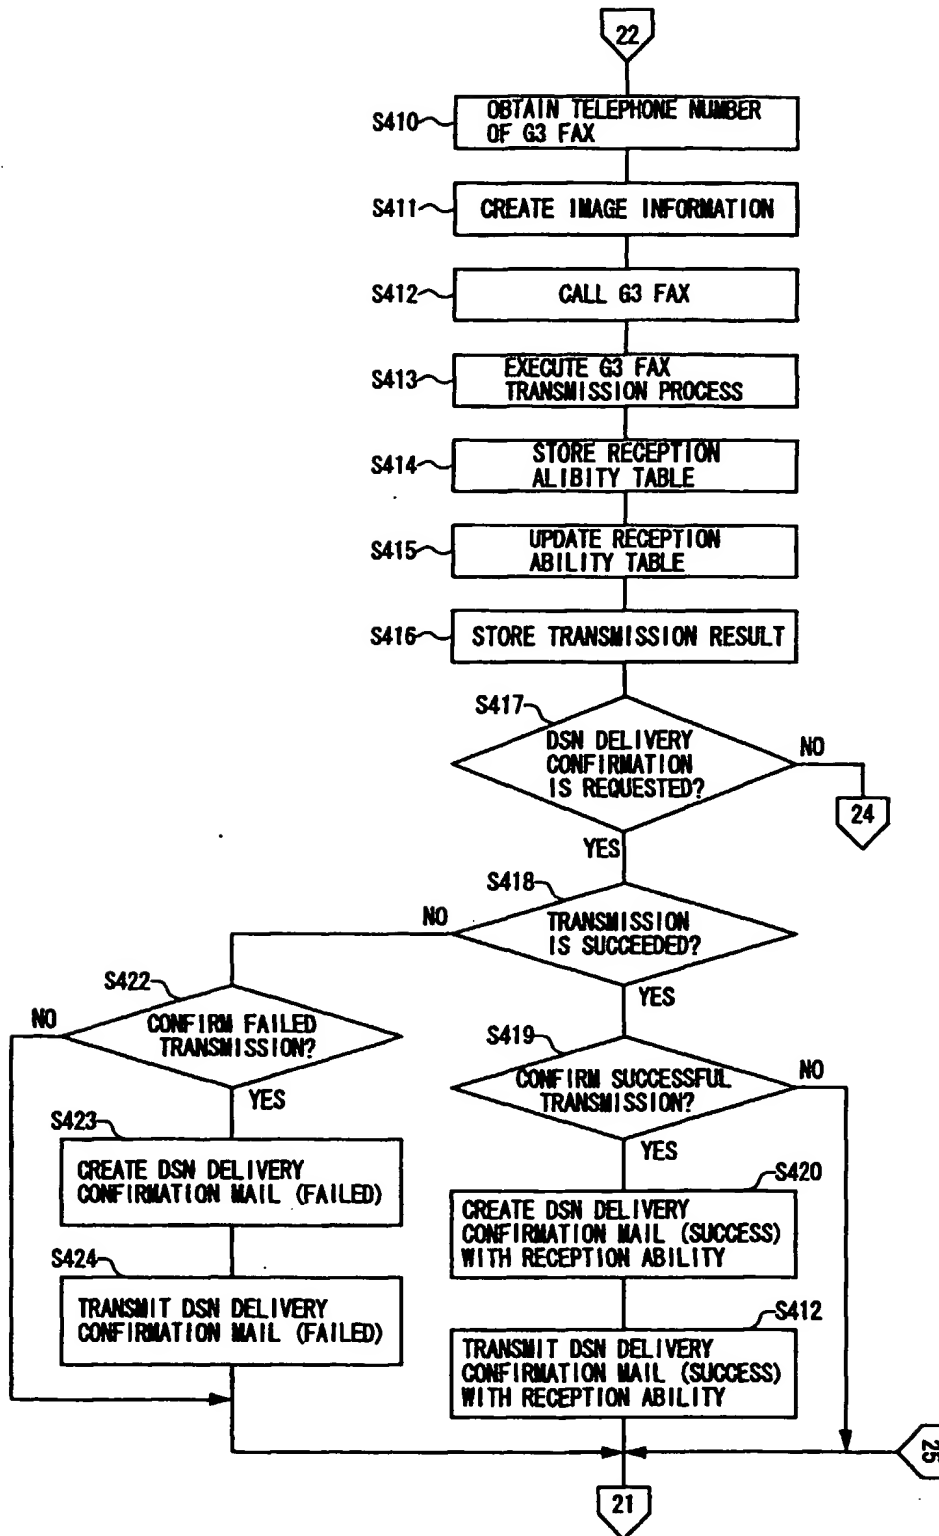 22
S410
OBTAIN TELEPHONE NUMBER
OF G3 FAX
S411
CREATE IMAGE INFORMATION
S412
CALL G3 FAX
S413
EXECUTE G3 FAX
TRANSMISSION PROCESS
S414
STORE RECEPTION
ALIBITY TABLE
S415
UPDATE RECEPTION
ABILITY TABLE
S416
STORE TRANSMISSION RESULT
S417
DSN DELIVERY
CONFIRMATION
IS REQUESTED?
NO
24
YES
S418
TRANSMISSION
IS SUCCEEDED?
NO
YES
S422
CONFIRM FAILED
TRANSMISSION?
NO
YES
S419
CONFIRM SUCCESSFUL
TRANSMISSION?
NO
YES
S423
CREATE DSN DELIVERY
CONFIRMATION MAIL (FAILED)
S420
CREATE DSN DELIVERY
CONFIRMATION MAIL (SUCCESS)
WITH RECEPTION ABILITY
S424
TRANSMIT DSN DELIVERY
CONFIRMATION MAIL (FAILED)
S412
TRANSMIT DSN DELIVERY
CONFIRMATION MAIL (SUCCESS)
WITH RECEPTION ABILITY
25
21